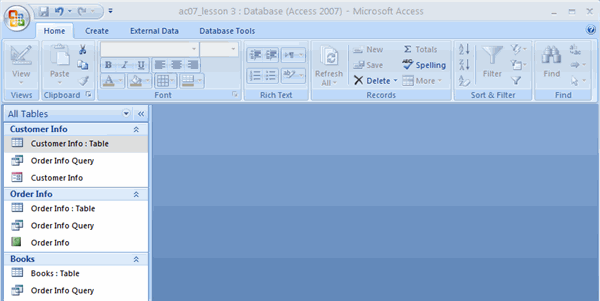 ac07_lesson 3 : Database (Access 2007) - Microsoft Access
Home Create External Data Database Tools
View
Paste
B I U
A
Refresh All
New
Save
Delete
Σ Totals
Spelling
More
Filter
Find
Views Clipboard Font Rich Text Records Sort & Filter Find
All Tables
Customer Info
Customer Info : Table
Order Info Query
Customer Info
Order Info
Order Info : Table
Order Info Query
Order Info
Books
Books : Table
Order Info Query